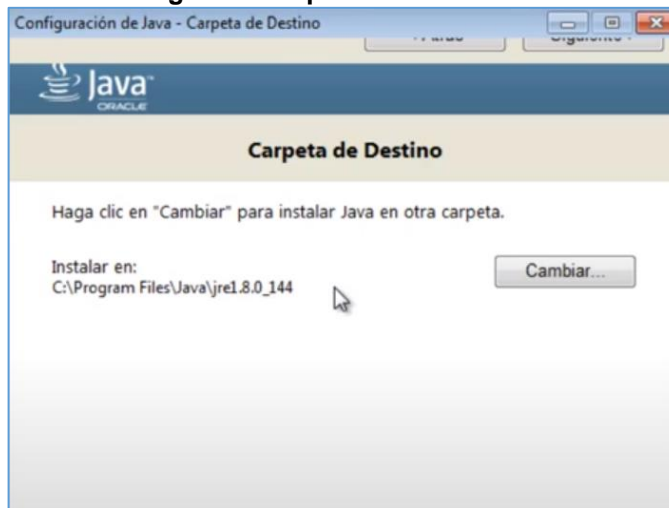 Configuración de Java - Carpeta de Destino
Java
ORACLE
Carpeta de Destino
Haga clic en "Cambiar" para instalar Java en otra carpeta.
Instalar en:
Cambiar...
C:\Program Files\Java\jre1.8.0_144